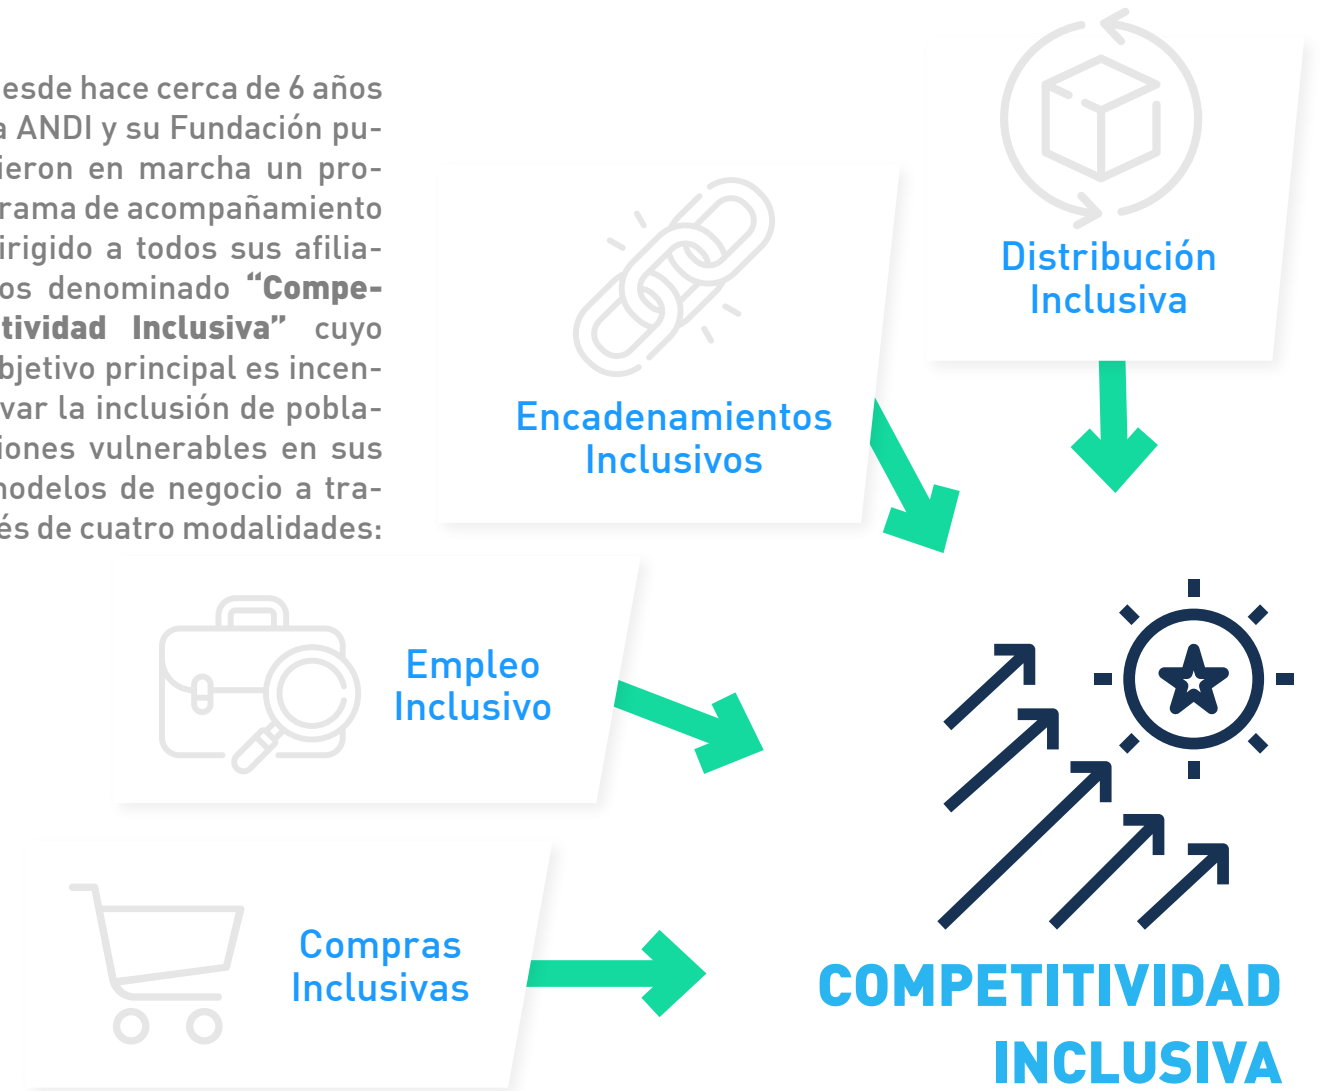 esde hace cerca de 6 años
a ANDI y su Fundación pu-
ieron en marcha un pro-
rama de acompañamiento
irigido a todos sus afilia-
os denominado “Compe-
tividad Inclusiva” cuyo
bjetivo principal es incen-
var la inclusión de pobla-
iones vulnerables en sus
nodelos de negocio a tra-
és de cuatro modalidades:
Distribución
Inclusiva
Encadenamientos
Inclusivos
Empleo
Inclusivo
Compras
Inclusivas
COMPETITIVIDAD
INCLUSIVA